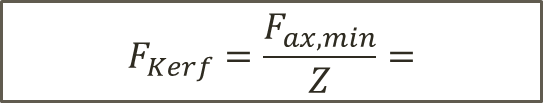 F_{Kerf} = \frac{F_{ax,min}}{Z} =